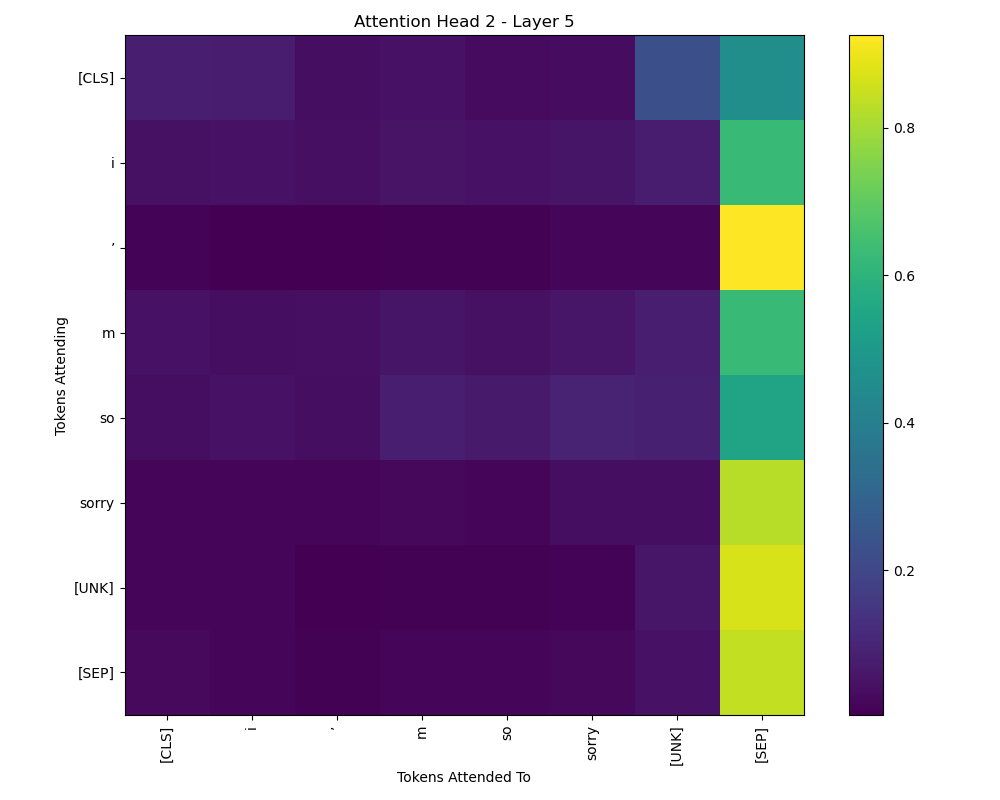 Attention Head 2 - Layer 5
[CLS]
i
’
m
so
sorry
[UNK]
[SEP]
Tokens Attending
[CLS]
i
’
m
so
sorry
[UNK]
[SEP]
Tokens Attended To
0.8
0.6
0.4
0.2